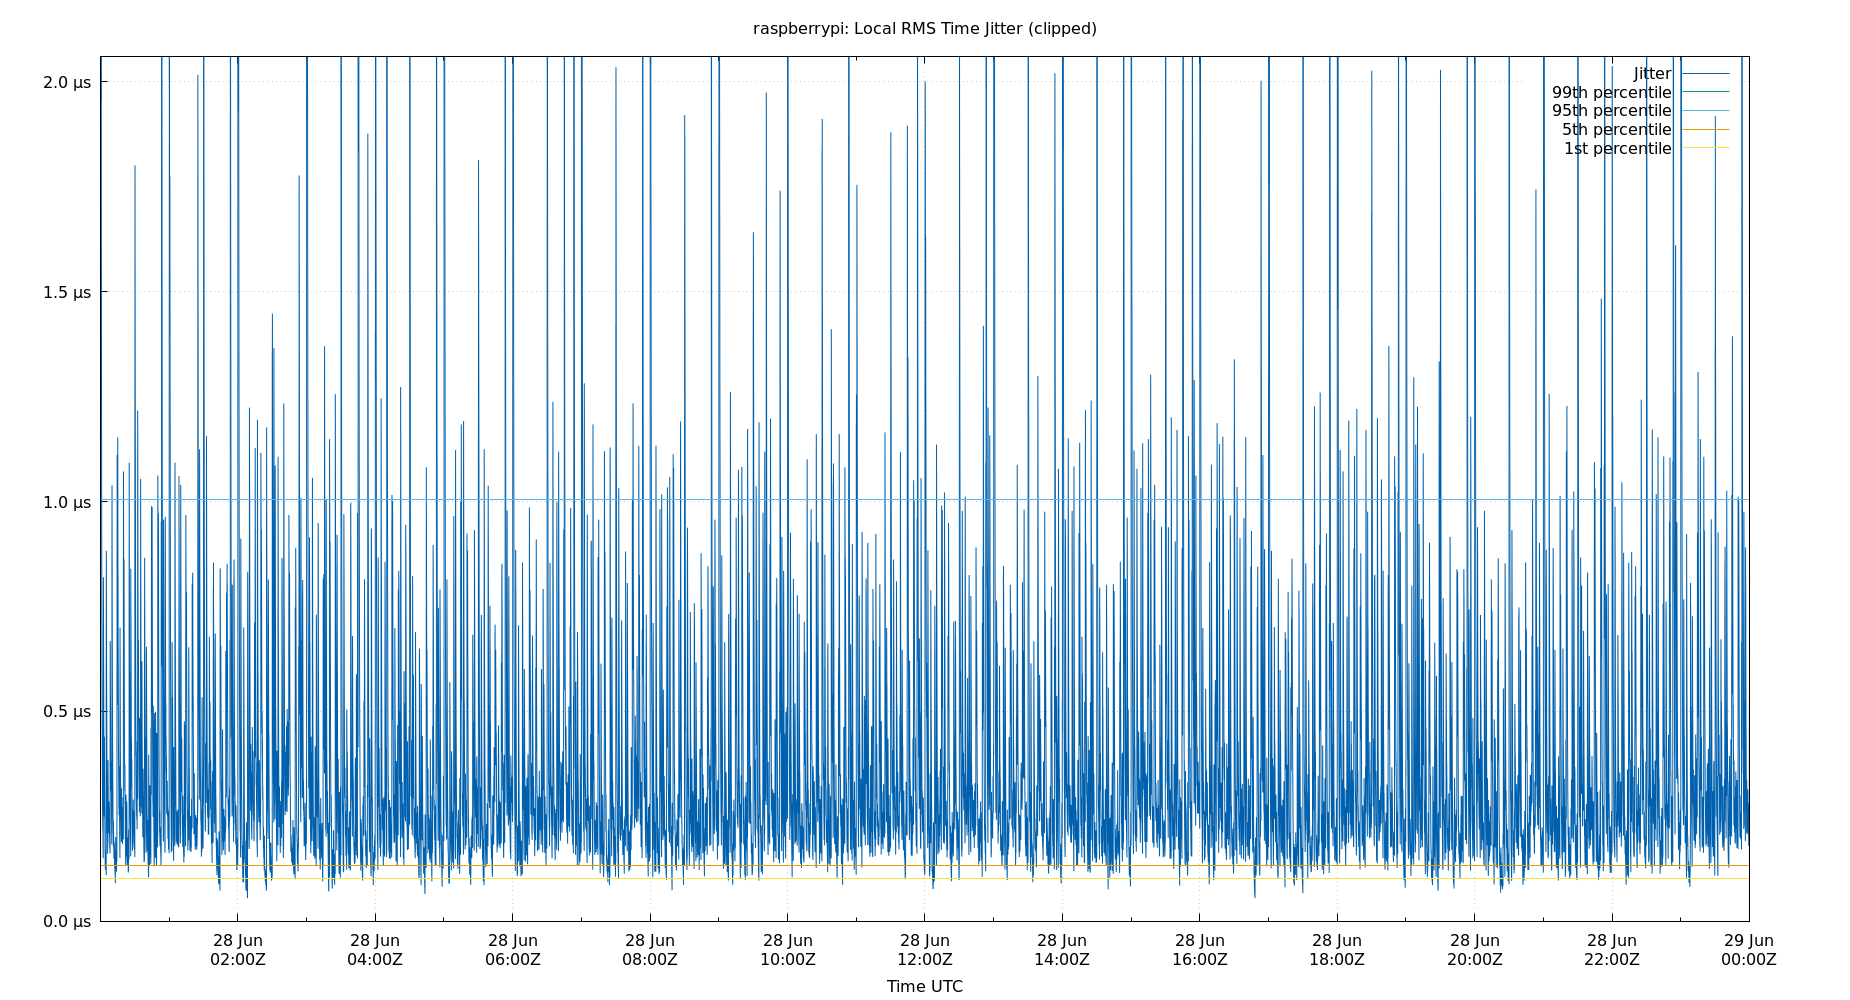 raspberrypi: Local RMS Time Jitter (clipped)
2.0 µs
1.5 µs
1.0 µs
0.5 µs
0.0 µs
Jitter
99th percentile
95th percentile
5th percentile
1st percentile
28 Jun 02:00Z
28 Jun 04:00Z
28 Jun 06:00Z
28 Jun 08:00Z
28 Jun 10:00Z
28 Jun 12:00Z
28 Jun 14:00Z
28 Jun 16:00Z
28 Jun 18:00Z
28 Jun 20:00Z
28 Jun 22:00Z
29 Jun 00:00Z
Time UTC